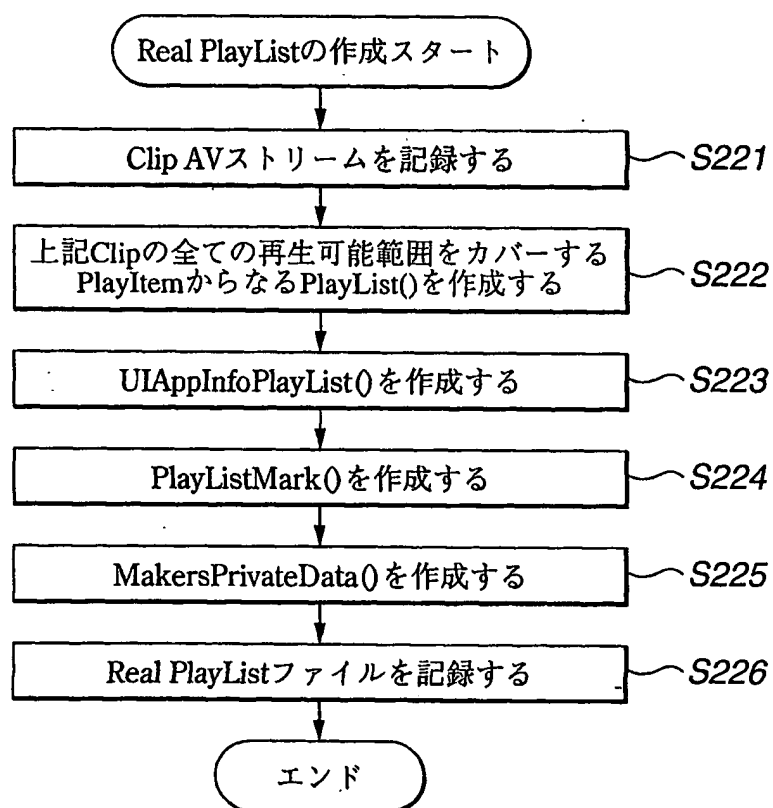 Real PlayListの作成スタート
Clip AVストリームを記録する
S221
上記Clipの全ての再生可能範囲をカバーする
PlayItemからなるPlayList()を作成する
S222
UIAppInfoPlayList()を作成する
S223
PlayListMark()を作成する
S224
MakersPrivateData()を作成する
S225
Real PlayListファイルを記録する
S226
エンド